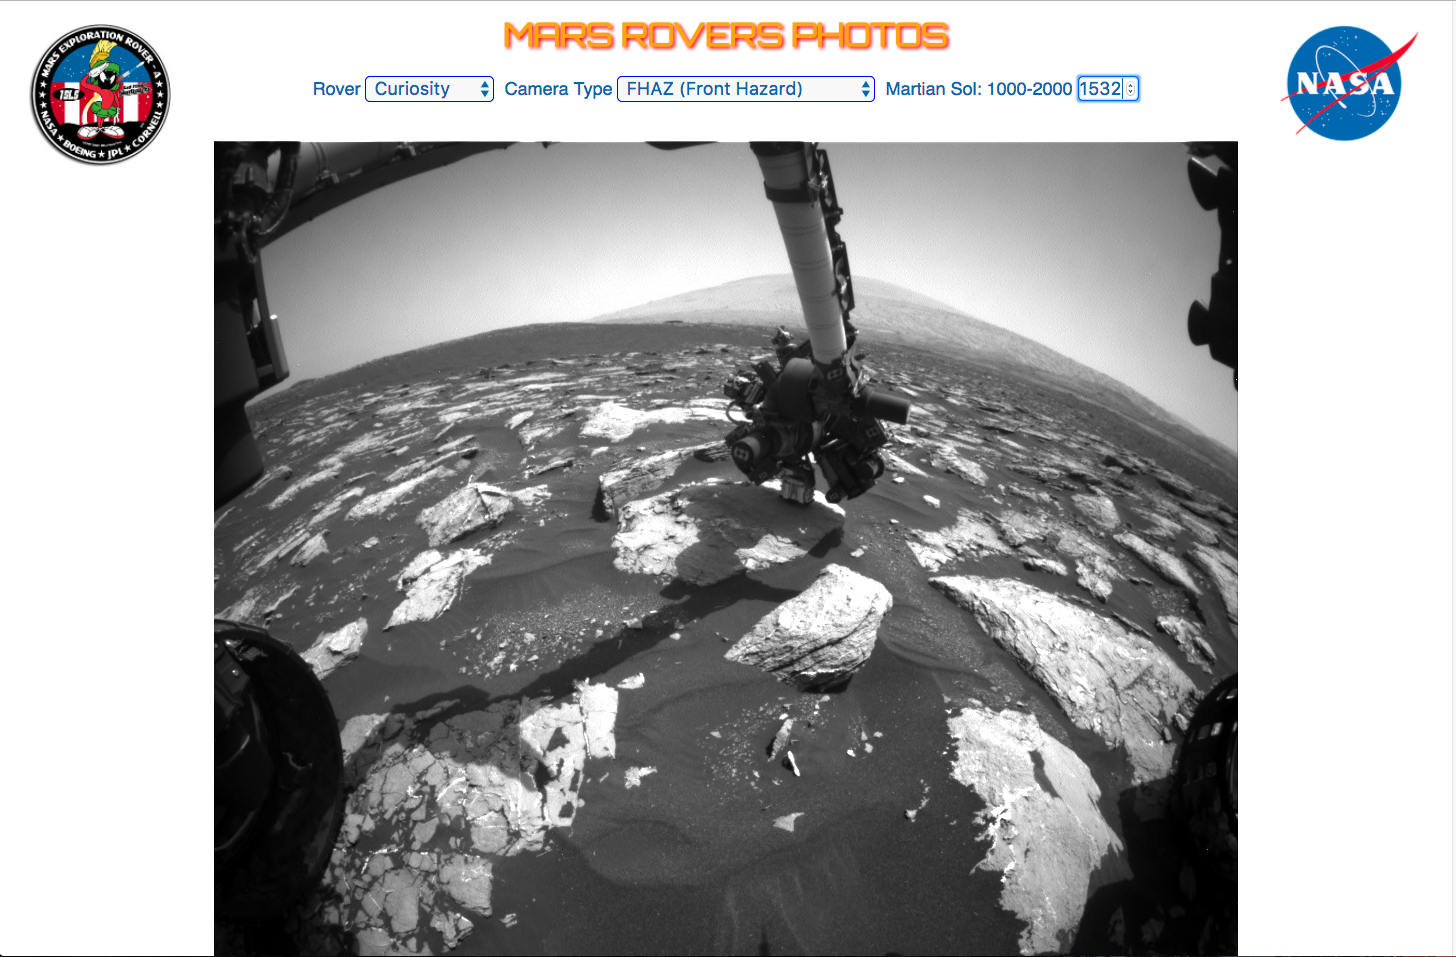 MARS ROVERS PHOTOS
Rover Curiosity Camera Type FHAZ (Front Hazard) Martian Sol: 1000-2000 1532
MARS EXPLORATION ROVER - A
NASA ★ BOEING ★ JPL ★ CORNELL
NASA